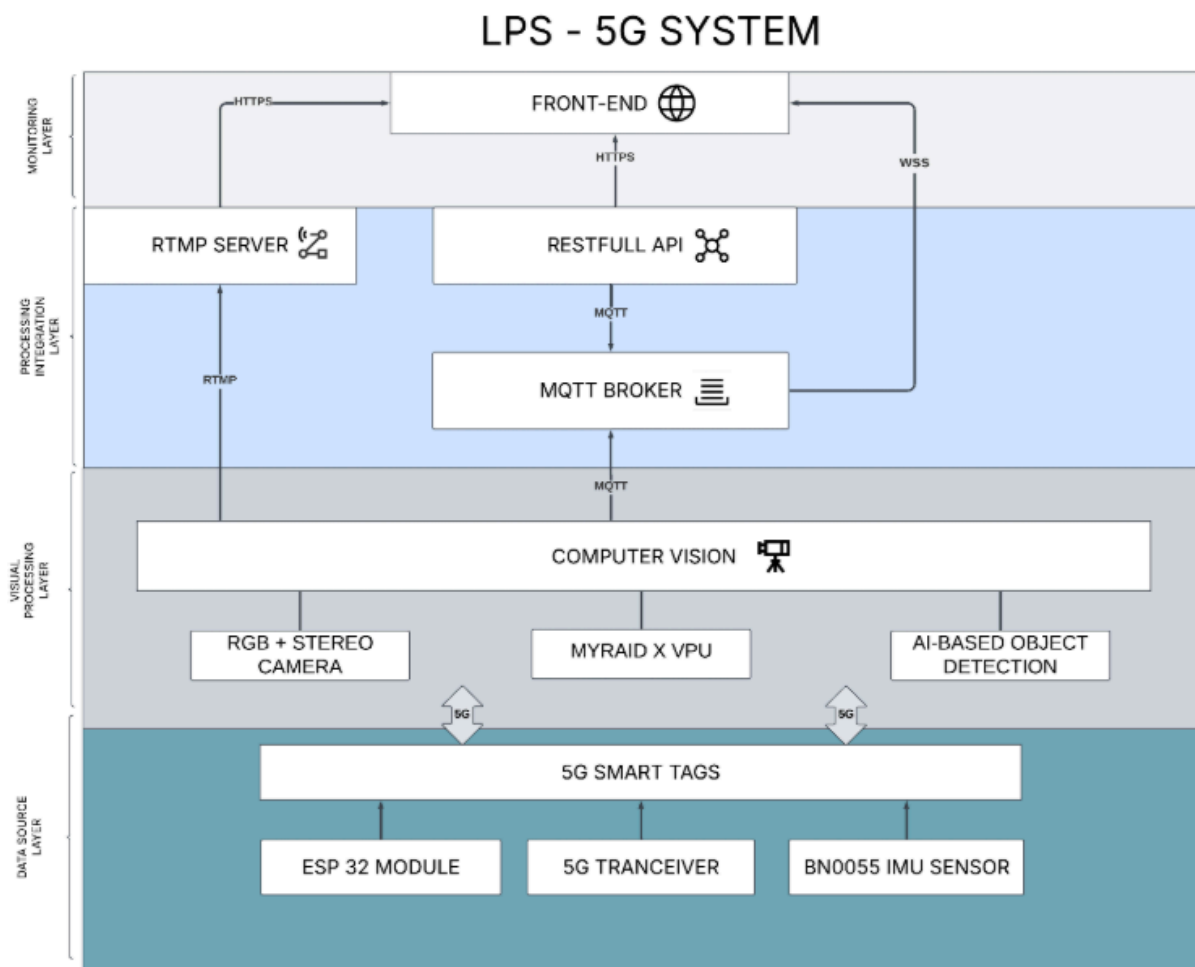 LPS - 5G SYSTEM
MONITORING
LAYER
HTTPS
FRONT-END
HTTPS
WSS
PROCESSING
INTEGRATION
LAYER
RTMP SERVER
RESTFULL API
MQTT
RTMP
MQTT BROKER
VISUAL
PROCESSING
LAYER
MQTT
COMPUTER VISION
RGB + STEREO
CAMERA
MYRAID X VPU
AI-BASED OBJECT
DETECTION
5G
5G
DATA SOURCE
LAYER
5G SMART TAGS
ESP 32 MODULE
5G TRANCEIVER
BN0055 IMU SENSOR